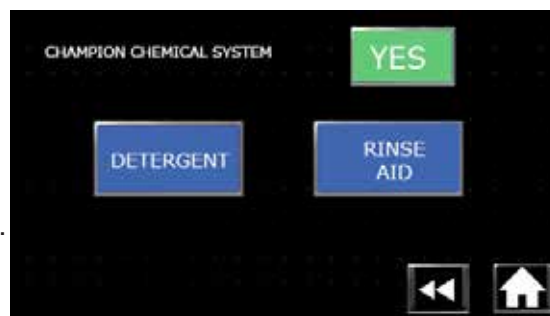 CHAMPION CHEMICAL SYSTEM
YES
DETERGENT
RINSE
AID
.